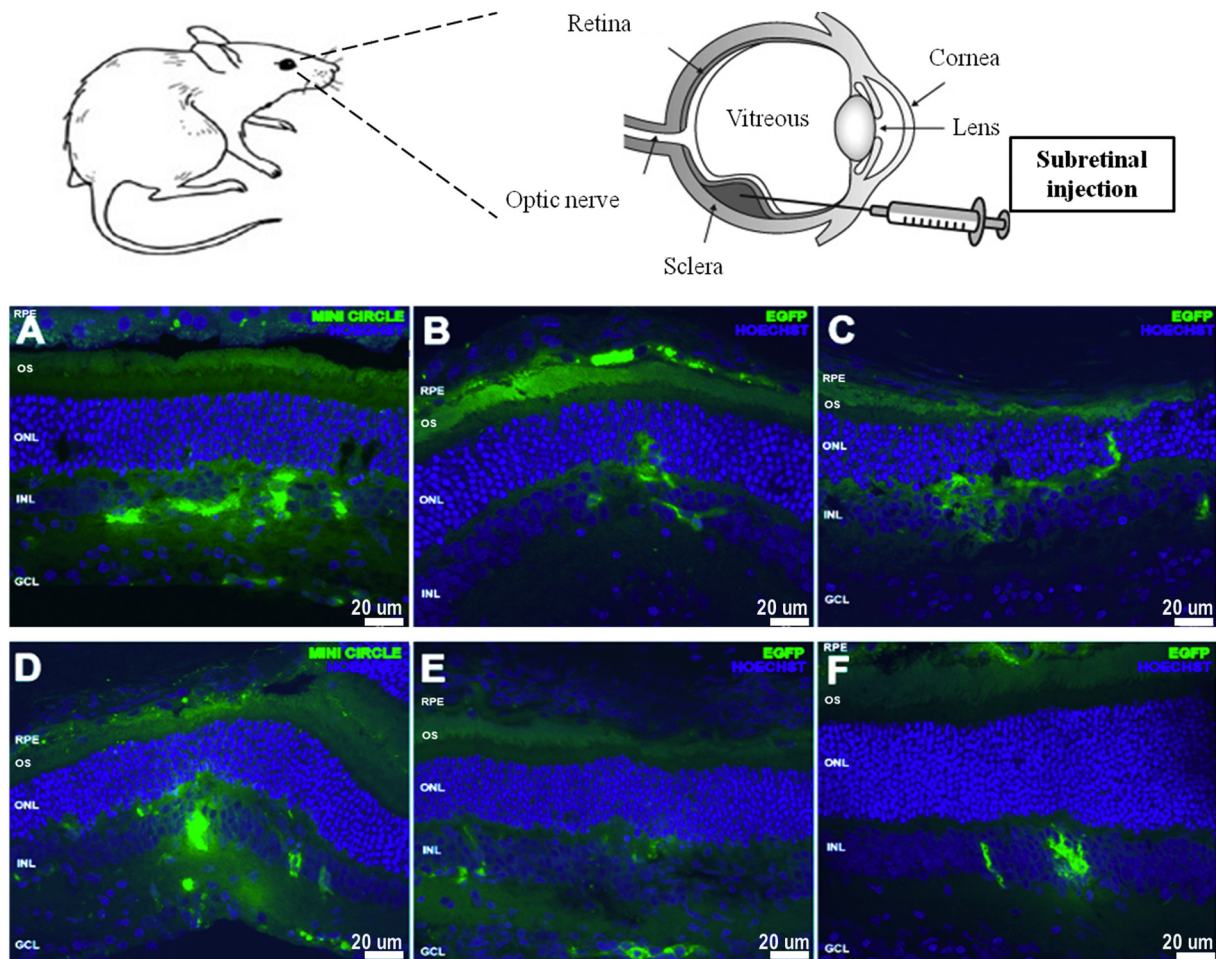 Retina
Cornea
Vitreous
Lens
Subretinal
injection
Optic nerve
Sclera
A
RPE
MINI CIRCLE
HOECHST
OS
ONL
INL
GCL
20 um
B
EGFP
HOECHST
RPE
OS
ONL
INL
20 um
C
EGFP
HOECHST
RPE
OS
ONL
INL
GCL
20 um
D
MINI CIRCLE
HOECHST
RPE
OS
ONL
INL
GCL
20 um
E
EGFP
HOECHST
RPE
OS
ONL
INL
GCL
20 um
F
EGFP
HOECHST
RPE
OS
ONL
INL
GCL
20 um